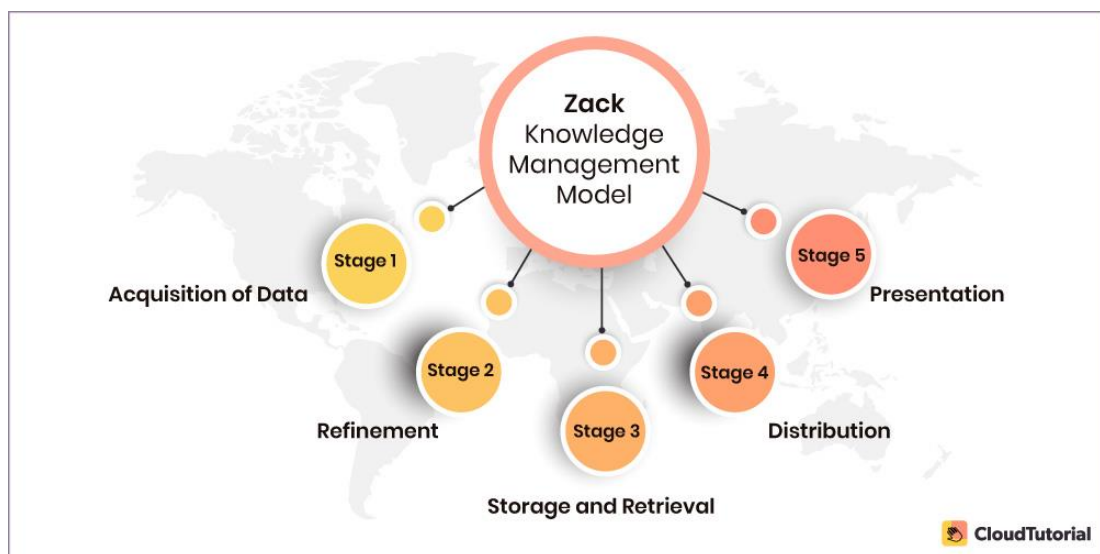 Zack
Knowledge
Management
Model
Stage 1
Acquisition of Data
Stage 2
Refinement
Stage 3
Storage and Retrieval
Stage 4
Distribution
Stage 5
Presentation
CloudTutorial